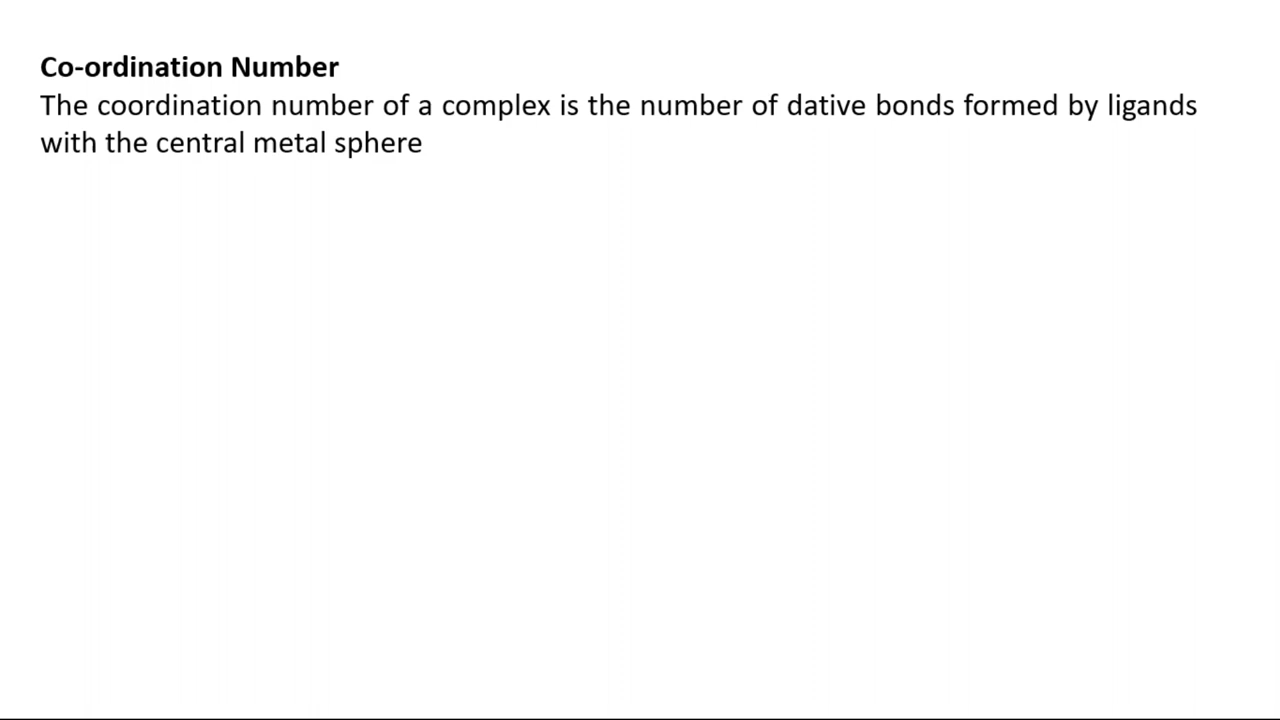 Co-ordination Number
The coordination number of a complex is the number of dative bonds formed by ligands
with the central metal sphere